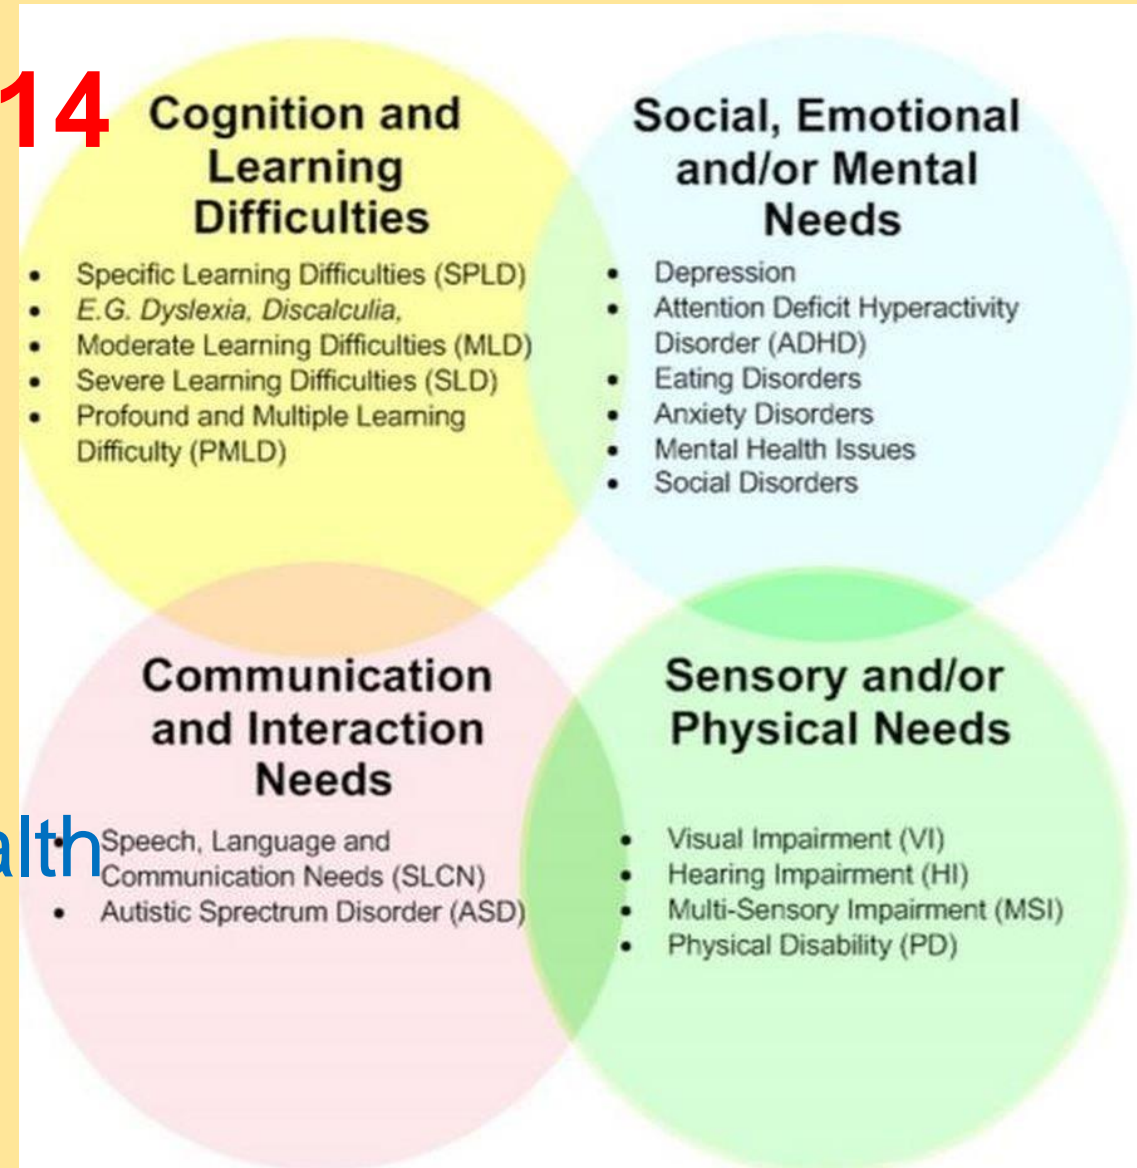 14
Cognition and
Learning
Difficulties
• Specific Learning Difficulties (SPLD)
• E.G. Dyslexia, Discalculia,
• Moderate Learning Difficulties (MLD)
• Severe Learning Difficulties (SLD)
• Profound and Multiple Learning
Difficulty (PMLD)
Social, Emotional
and/or Mental
Needs
• Depression
• Attention Deficit Hyperactivity
Disorder (ADHD)
• Eating Disorders
• Anxiety Disorders
• Mental Health Issues
• Social Disorders
Communication
and Interaction
Needs
alth
• Speech, Language and
Communication Needs (SLCN)
• Autistic Sprectrum Disorder (ASD)
Sensory and/or
Physical Needs
• Visual Impairment (VI)
• Hearing Impairment (HI)
• Multi-Sensory Impairment (MSI)
• Physical Disability (PD)